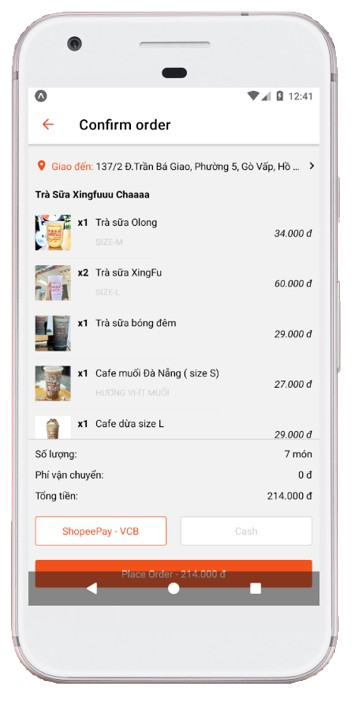 12:41
Confirm order
Giao đến: 137/2 Đ.Trần Bá Giao, Phường 5, Gò Vấp, Hồ ...
Trà Sữa Xingfuuu Chaaaa
x1 Trà sữa Olong
SIZE-M
34.000 đ
x2 Trà sữa XingFu
SIZE-L
60.000 đ
x1 Trà sữa bóng đêm
29.000 đ
x1 Cafe muối Đà Nẵng ( size S)
HƯƠNG VỊ-ÍT MUỐI
27.000 đ
x1 Cafe dừa size L
29.000 đ
Số lượng: 7 món
Phí vận chuyển: 0 đ
Tổng tiền: 214.000 đ
ShopeePay - VCB Cash
Place Order - 214.000 đ